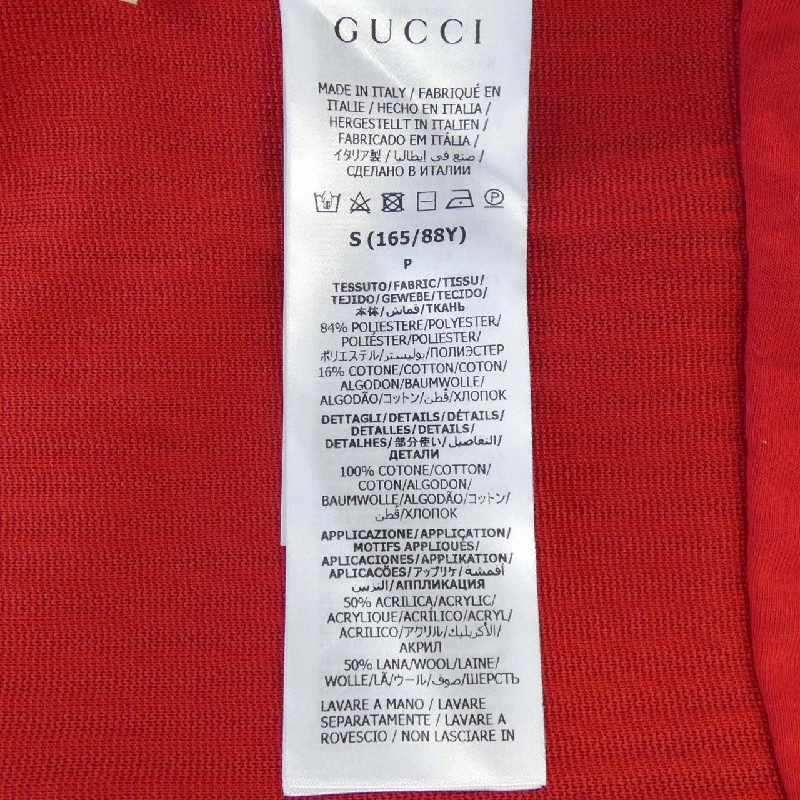 GUCCI
MADE IN ITALY / FABRIQUÉ EN
ITALIE / HECHO EN ITALIA /
HERGESTELLT IN ITALIEN /
FABRICADO EM ITÁLIA /
イタリア製 / صنع في إيطاليا /
СДЕЛАНО В ИТАЛИИ
P
S (165/88Y)
P
TESSUTO/FABRIC/TISSU/
TEJIDO/GEWEBE/TECIDO/
本体/قماش/ТКАНЬ
84% POLIESTERE/POLYESTER/
POLIÉSTER/POLIESTER/
ポリエステル/بوليستر/ПОЛИЭСТЕР
16% COTONE/COTTON/COTON/
ALGODON/BAUMWOLLE/
ALGODÃO/コットン/قطن/ХЛОПОК
DETTAGLI/DETAILS/DÉTAILS/
DETALLES/DETAILS/
DETALHES/部分使い/التفاصيل/
ДЕТАЛИ
100% COTONE/COTTON/
COTON/ALGODON/
BAUMWOLLE/ALGODÃO/コットン/
قطن/ХЛОПОК
APPLICAZIONE/APPLICATION/
MOTIFS APPLIQUÉS/
APLICACIONES/APPLIKATION/
APLICAÇÕES/アップリケ/أقمشة
التزيين/АППЛИКАЦИЯ
50% ACRILICA/ACRYLIC/
ACRYLIQUE/ACRÍLICO/ACRYL/
ACRILICO/アクリル/الأكريليك/
АКРИЛ
50% LANA/WOOL/LAINE/
WOLLE/LÃ/ウール/صوف/ШЕРСТЬ
LAVARE A MANO / LAVARE
SEPARATAMENTE / LAVARE A
ROVESCIO / NON LASCIARE IN